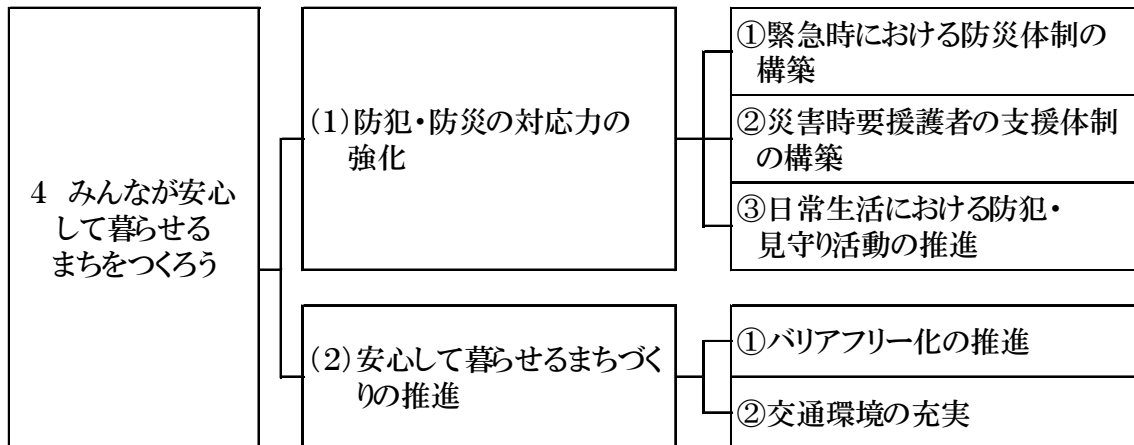 4 みんなが安心
して暮らせる
まちをつくろう
(1)防犯・防災の対応力の
強化
①緊急時における防災体制の
構築
②災害時要援護者の支援体制
の構築
③日常生活における防犯・
見守り活動の推進
(2)安心して暮らせるまちづく
りの推進
①バリアフリー化の推進
②交通環境の充実